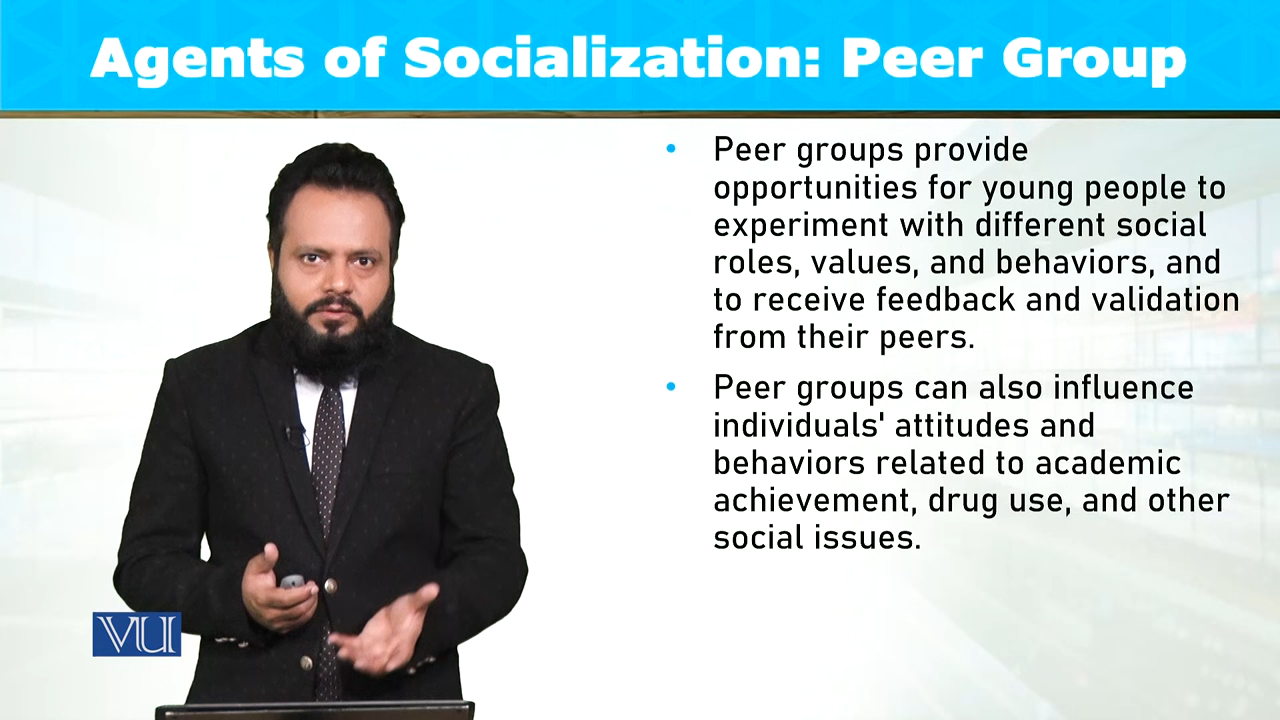 Agents of Socialization: Peer Group
• Peer groups provide
opportunities for young people to
experiment with different social
roles, values, and behaviors, and
to receive feedback and validation
from their peers.
• Peer groups can also influence
individuals' attitudes and
behaviors related to academic
achievement, drug use, and other
social issues.
VU